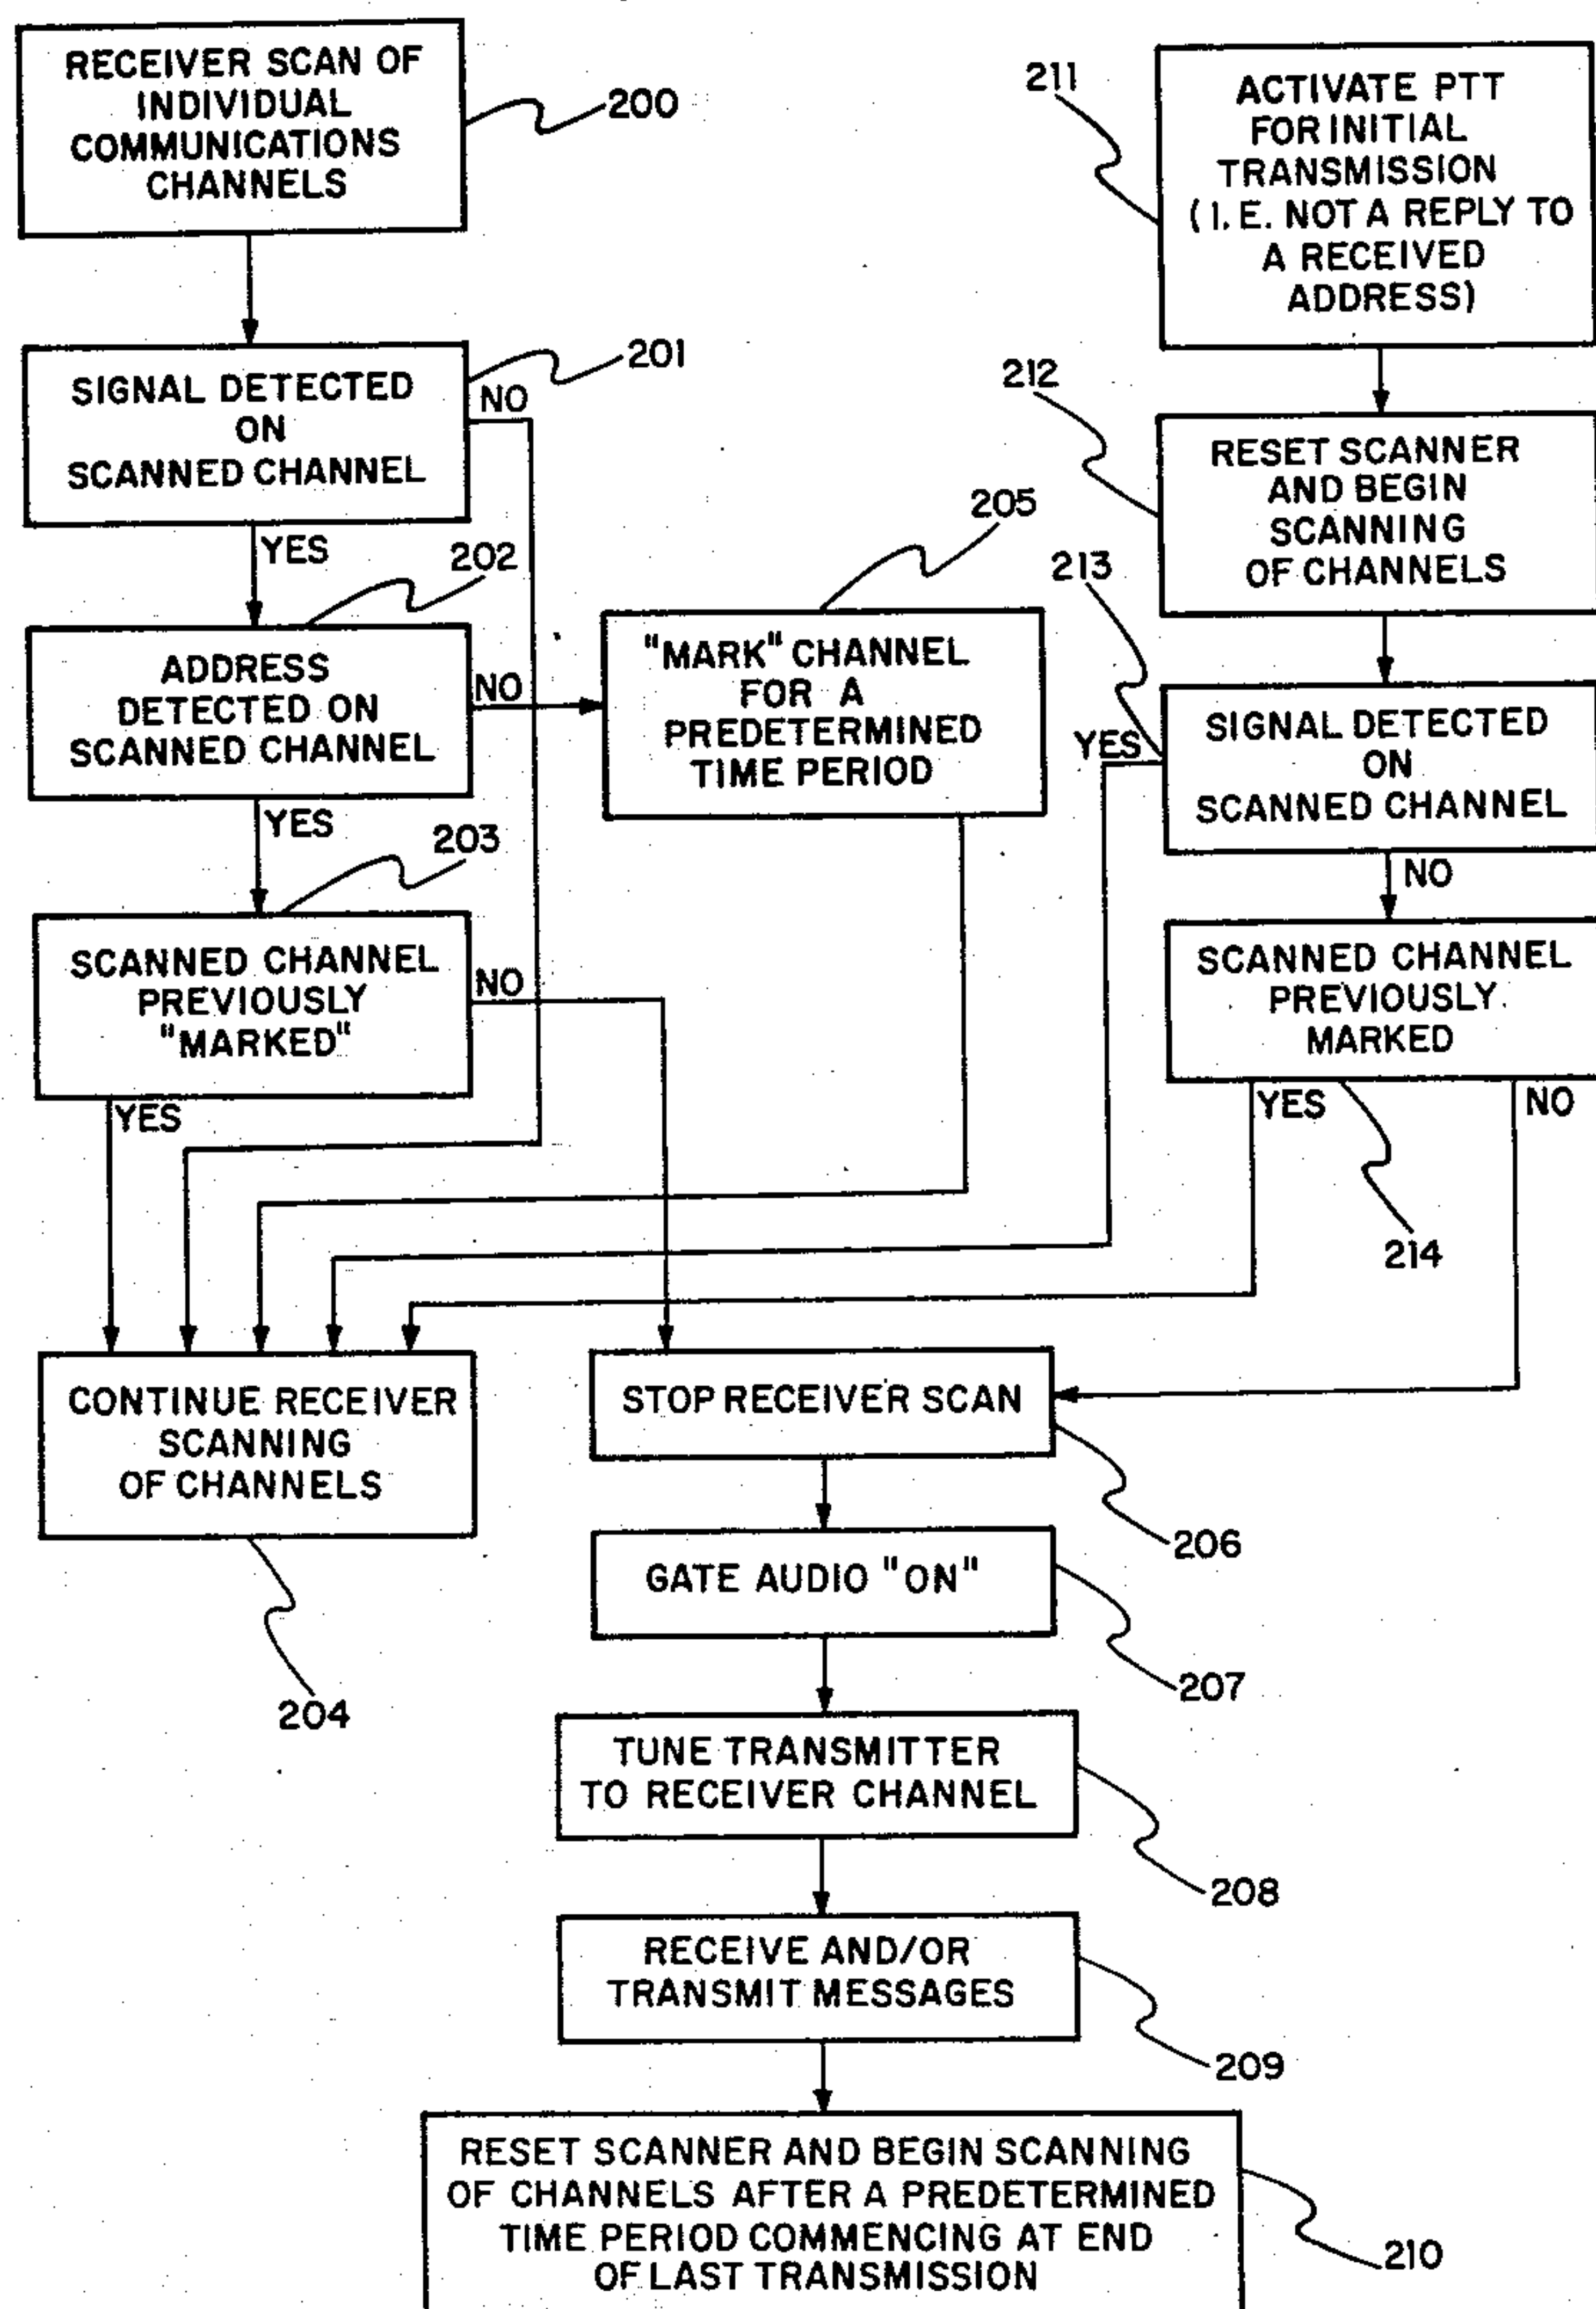 RECEIVER SCAN OF
INDIVIDUAL
COMMUNICATIONS
CHANNELS
200
SIGNAL DETECTED
ON
SCANNED CHANNEL
201
NO
YES
202
ADDRESS
DETECTED ON
SCANNED CHANNEL
NO
YES
205
"MARK" CHANNEL
FOR A
PREDETERMINED
TIME PERIOD
203
SCANNED CHANNEL
PREVIOUSLY
"MARKED"
NO
YES
CONTINUE RECEIVER
SCANNING
OF CHANNELS
204
211
ACTIVATE PTT
FOR INITIAL
TRANSMISSION
(I.E. NOT A REPLY TO
A RECEIVED
ADDRESS)
212
RESET SCANNER
AND BEGIN
SCANNING
OF CHANNELS
213
YES
SIGNAL DETECTED
ON
SCANNED CHANNEL
NO
SCANNED CHANNEL
PREVIOUSLY
MARKED
YES
NO
214
STOP RECEIVER SCAN
206
GATE AUDIO "ON"
207
TUNE TRANSMITTER
TO RECEIVER CHANNEL
208
RECEIVE AND/OR
TRANSMIT MESSAGES
209
RESET SCANNER AND BEGIN SCANNING
OF CHANNELS AFTER A PREDETERMINED
TIME PERIOD COMMENCING AT END
OF LAST TRANSMISSION
210